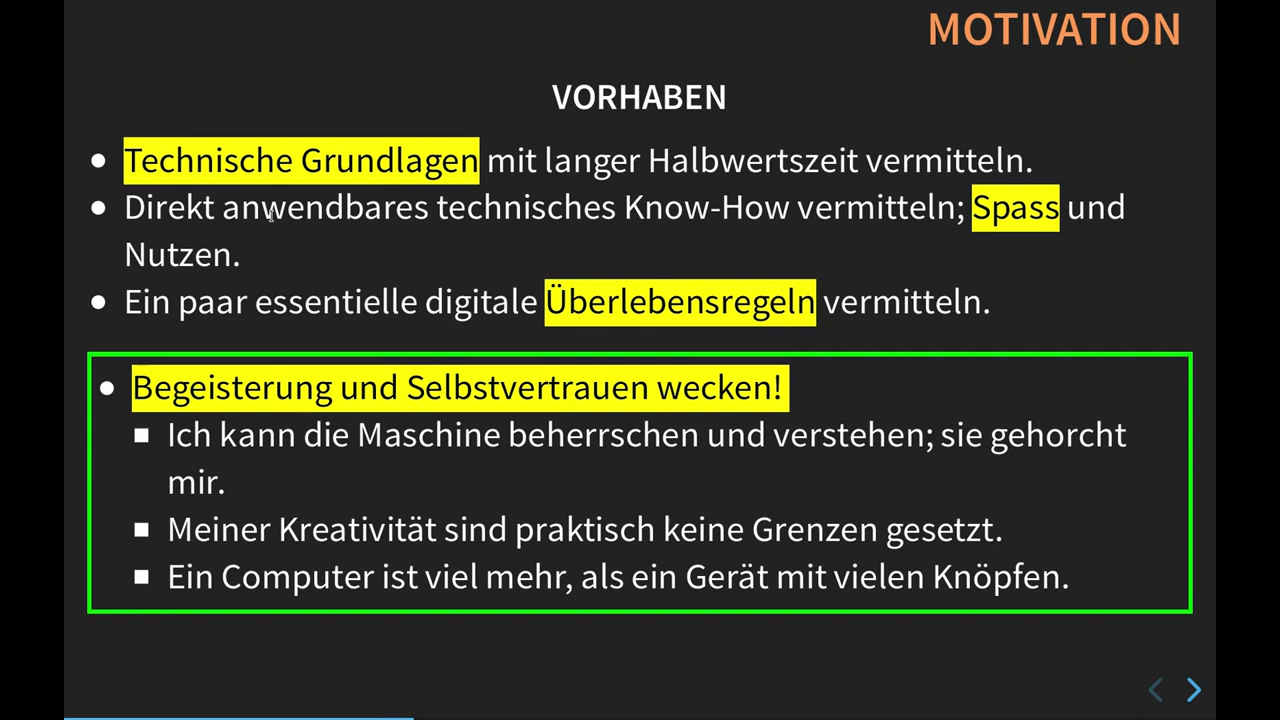 MOTIVATION
VORHABEN
Technische Grundlagen mit langer Halbwertszeit vermitteln.
Direkt anwendbares technisches Know-How vermitteln; Spass und
Nutzen.
Ein paar essentielle digitale Überlebensregeln vermitteln.
Begeisterung und Selbstvertrauen wecken!
Ich kann die Maschine beherrschen und verstehen; sie gehorcht
mir.
Meiner Kreativität sind praktisch keine Grenzen gesetzt.
Ein Computer ist viel mehr, als ein Gerät mit vielen Knöpfen.